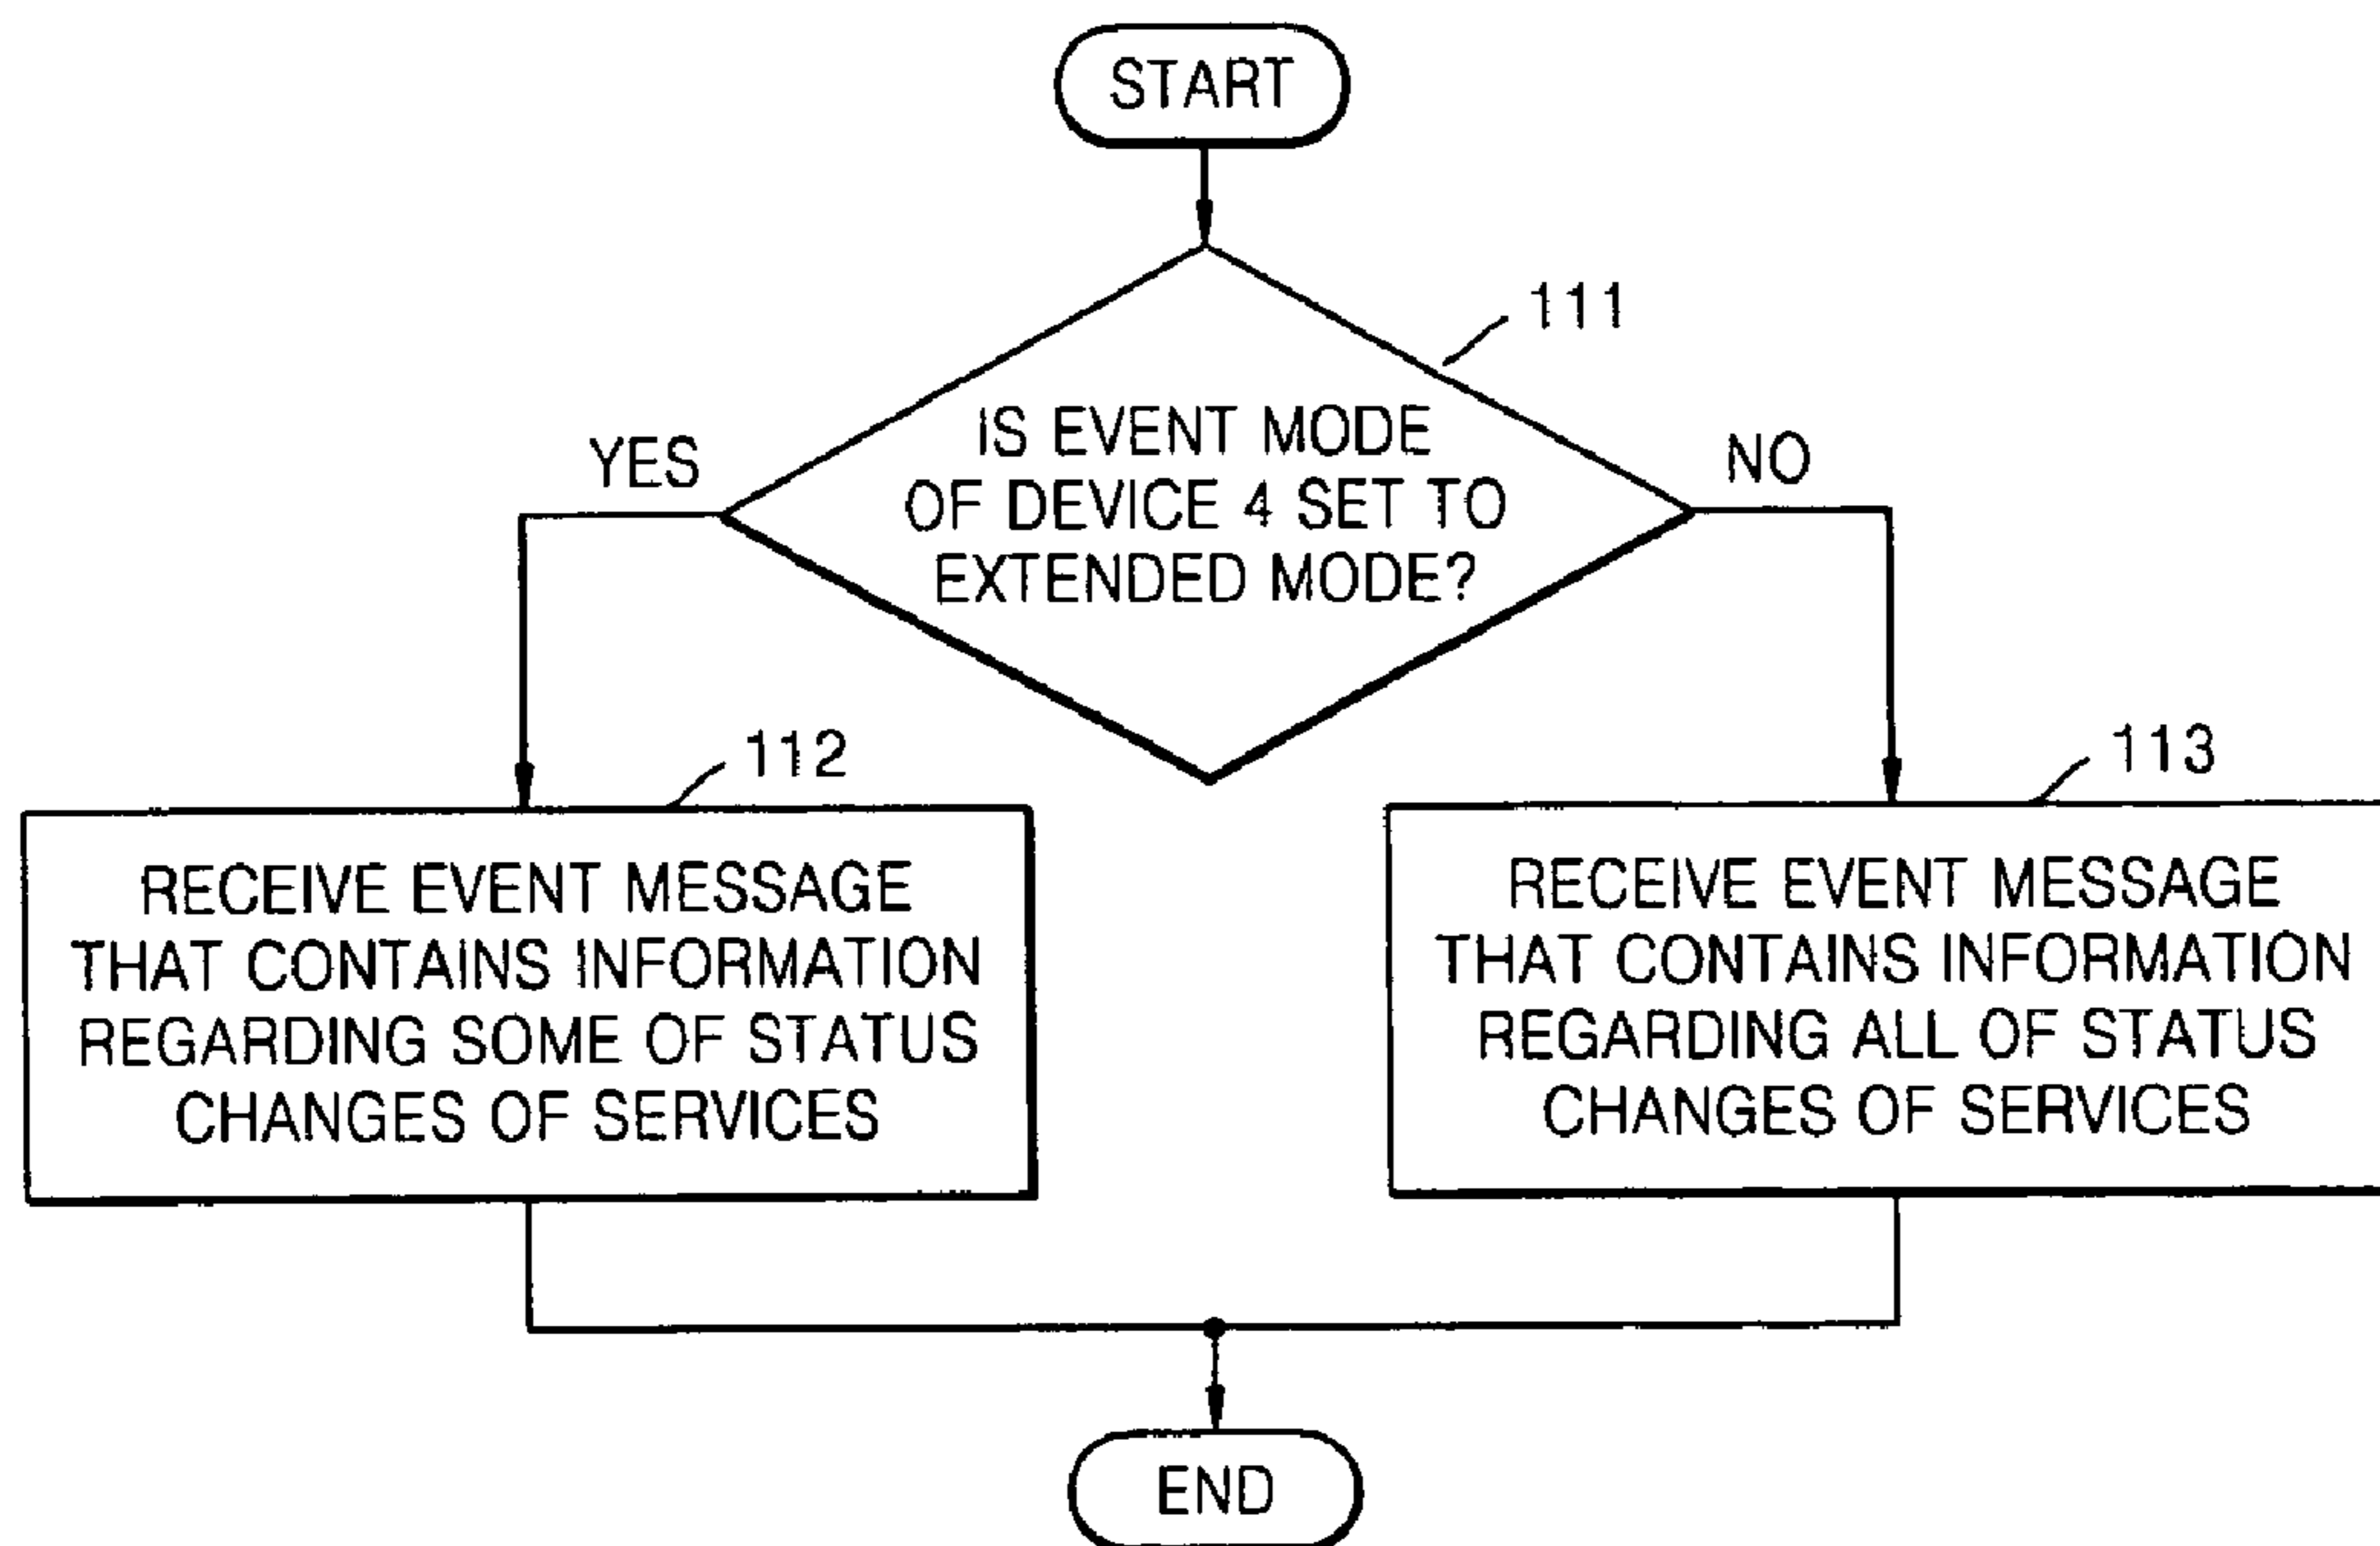 START
111
IS EVENT MODE
OF DEVICE 4 SET TO
EXTENDED MODE?
YES
NO
112
RECEIVE EVENT MESSAGE
THAT CONTAINS INFORMATION
REGARDING SOME OF STATUS
CHANGES OF SERVICES
113
RECEIVE EVENT MESSAGE
THAT CONTAINS INFORMATION
REGARDING ALL OF STATUS
CHANGES OF SERVICES
END